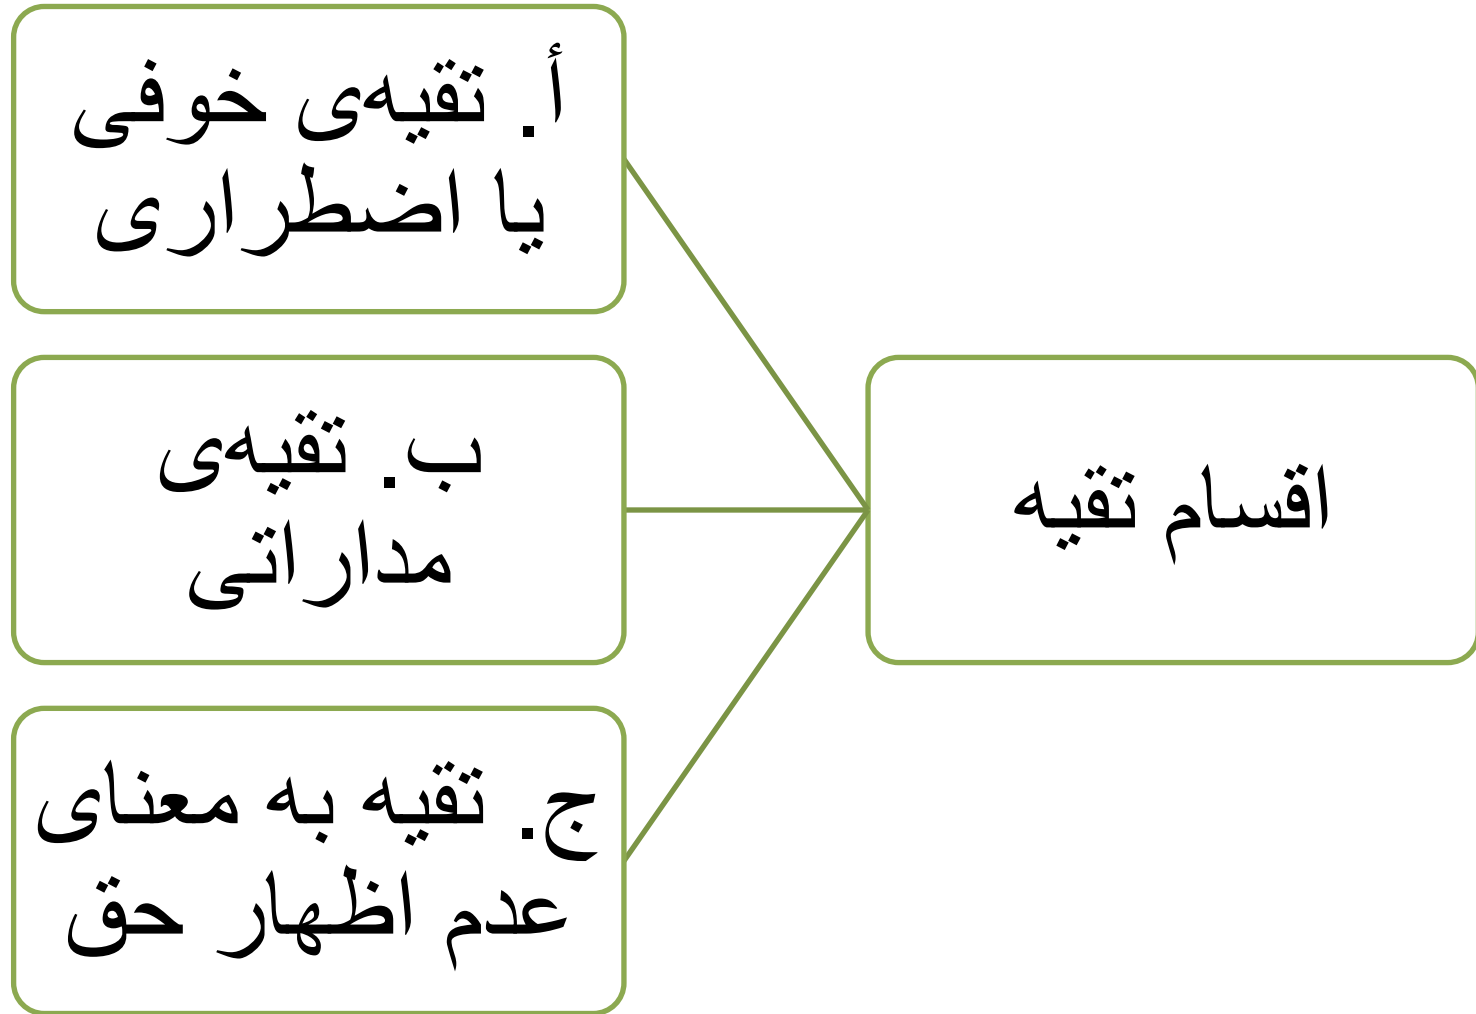 اقسام تقیه
أ. تقیه‌ی خوفی
یا اضطراری
ب. تقیه‌ی
مداراتی
ج. تقیه به معنای
عدم اظهار حق